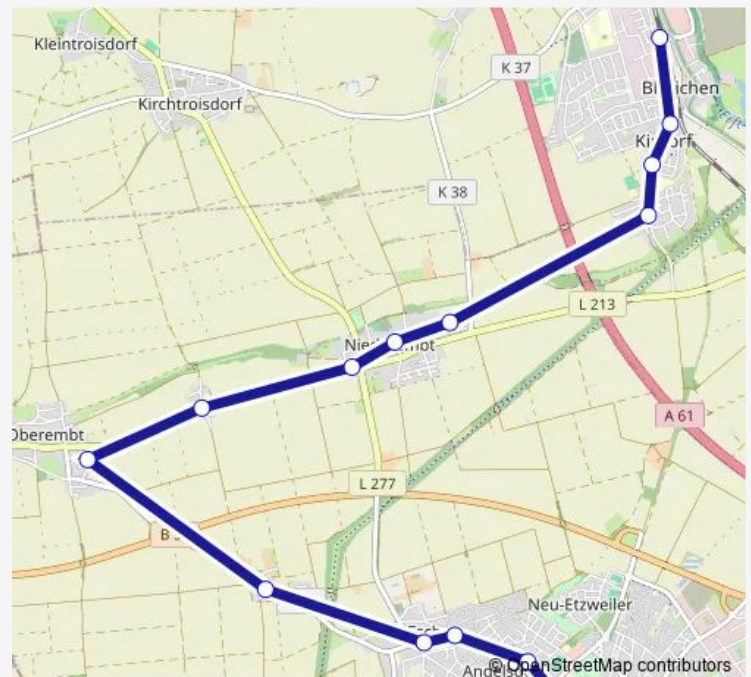 Kleintroisdorf
K 37
Kirchtroisdorf
K 38
L 213
A 61
Oberembt
L 277
B
Neu-Etzweiler
© OpenStreetMap contributors